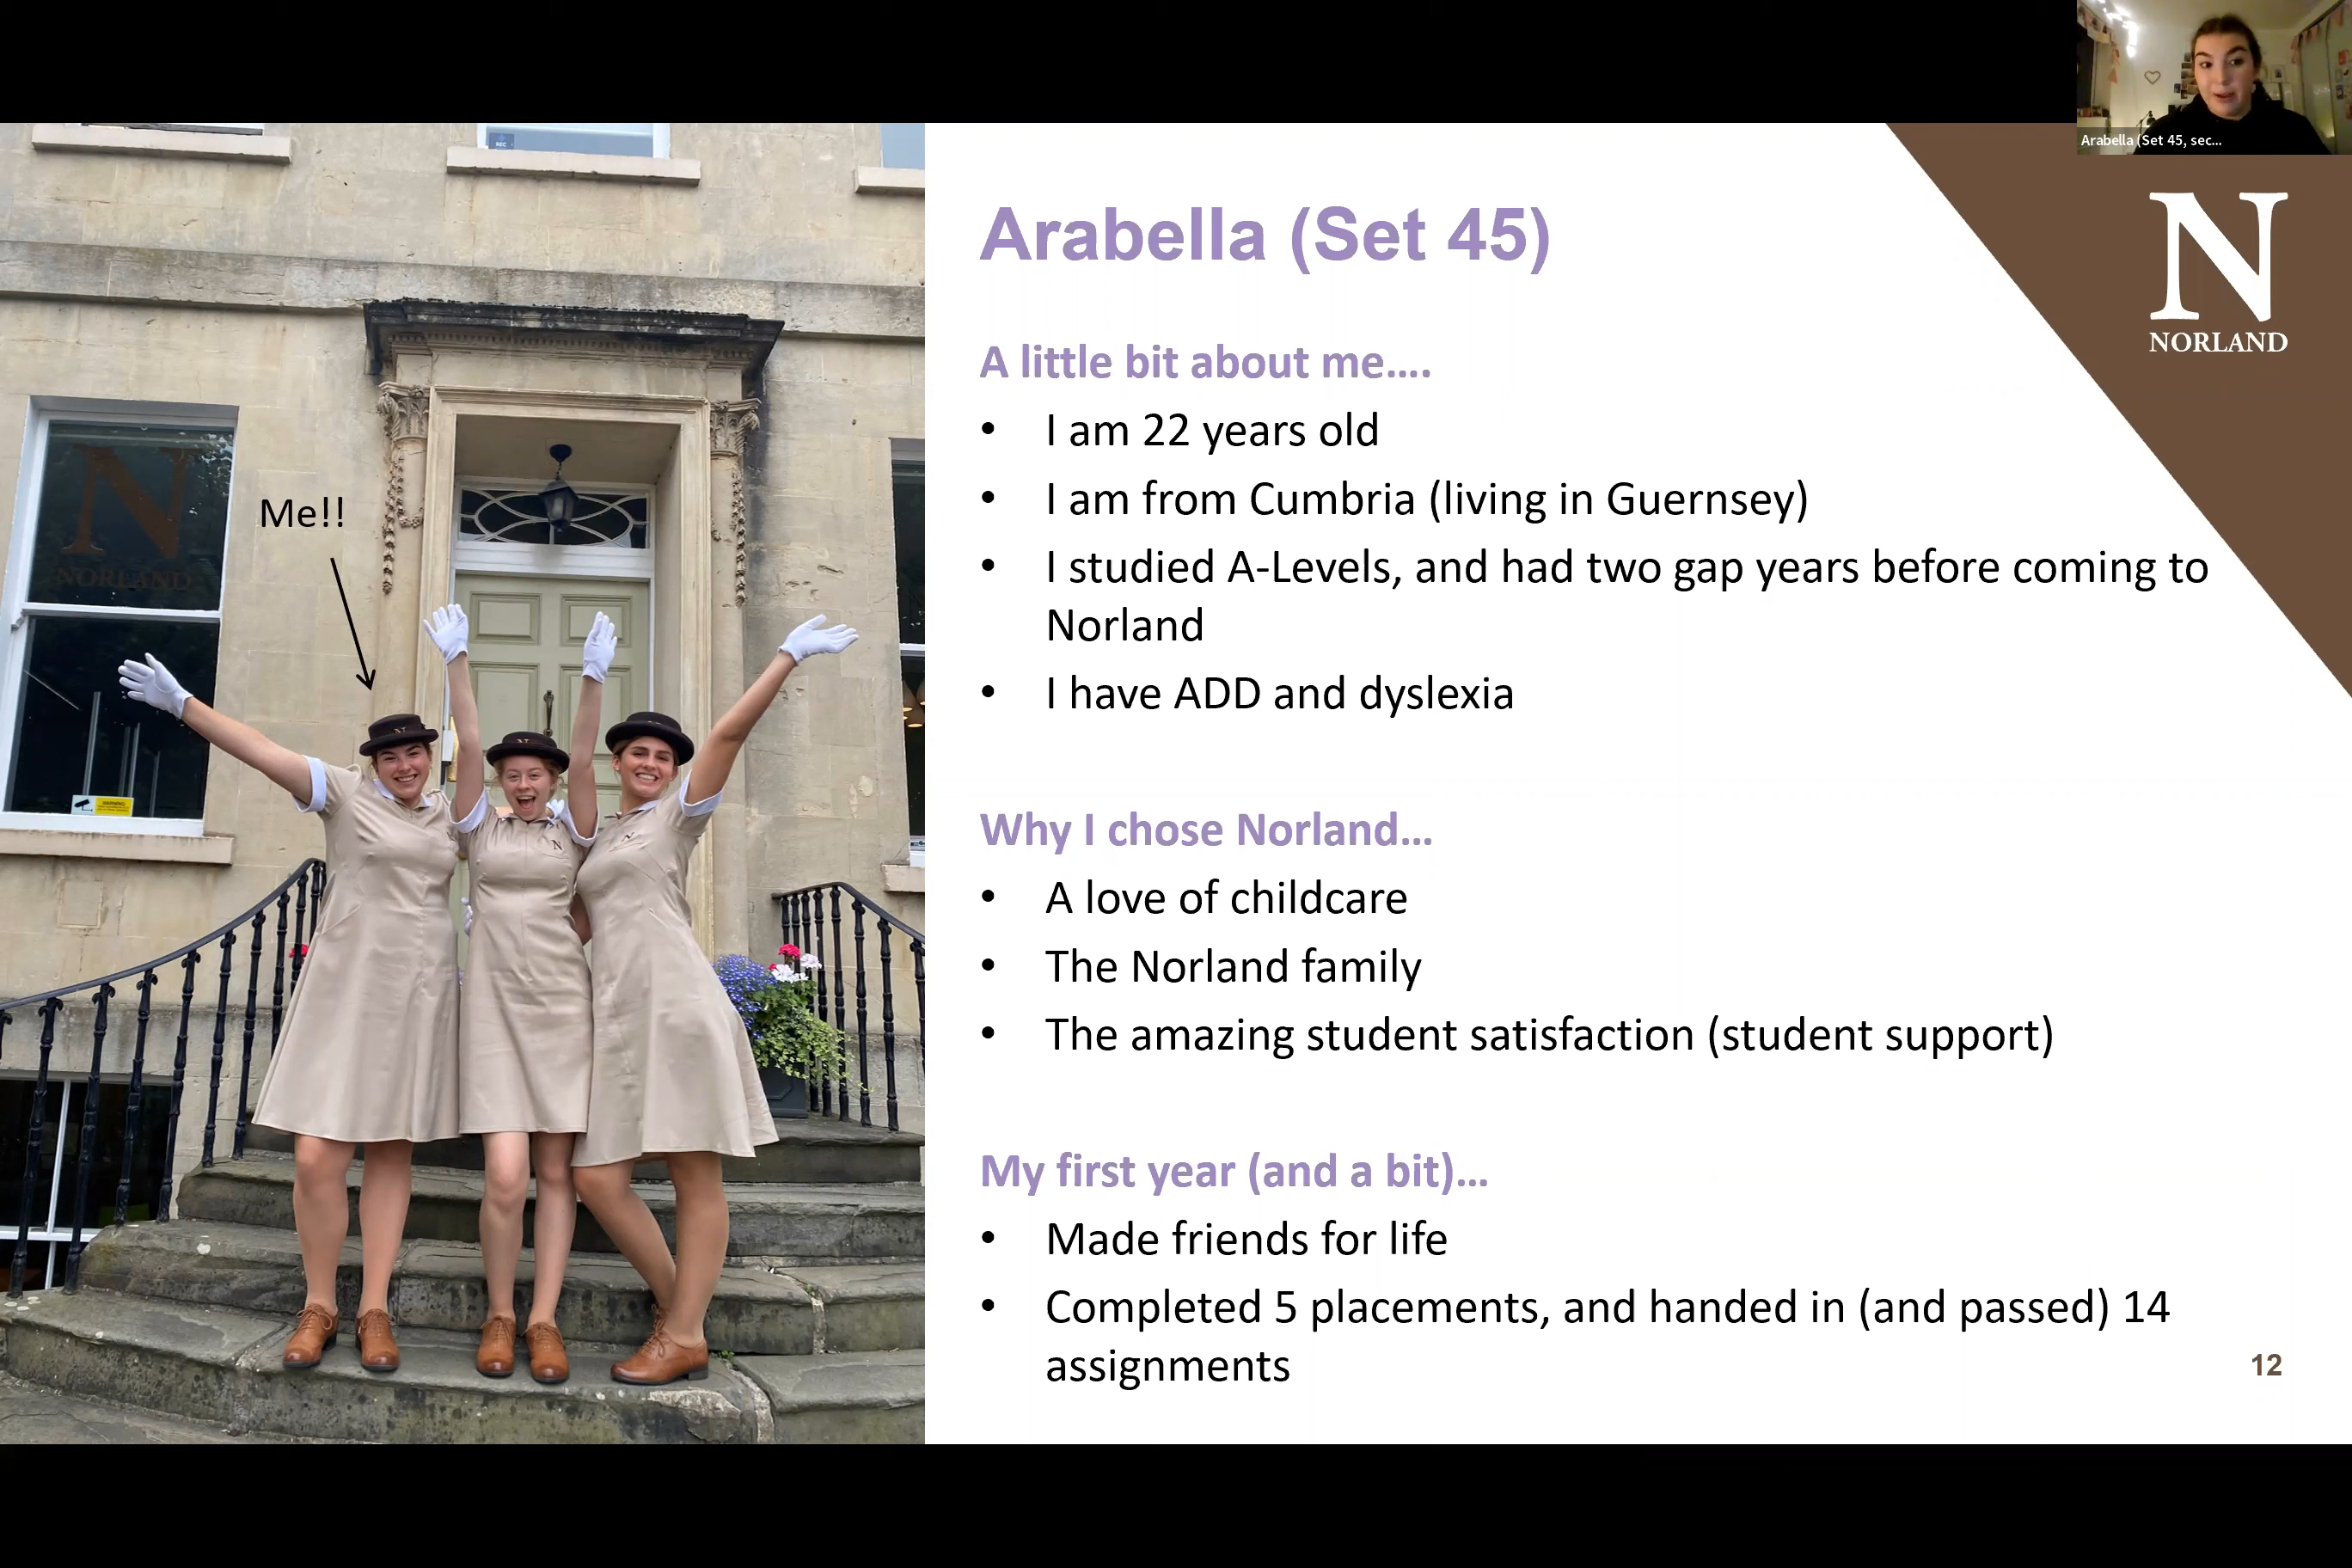 Arabella (Set 45, sec...
Arabella (Set 45)
N
NORLAND
A little bit about me....
• I am 22 years old
• I am from Cumbria (living in Guernsey)
• I studied A-Levels, and had two gap years before coming to
Norland
• I have ADD and dyslexia
Why I chose Norland...
• A love of childcare
• The Norland family
• The amazing student satisfaction (student support)
My first year (and a bit)...
• Made friends for life
• Completed 5 placements, and handed in (and passed) 14
assignments
12
Me!!
N
NORLAND
WARNING
N
N